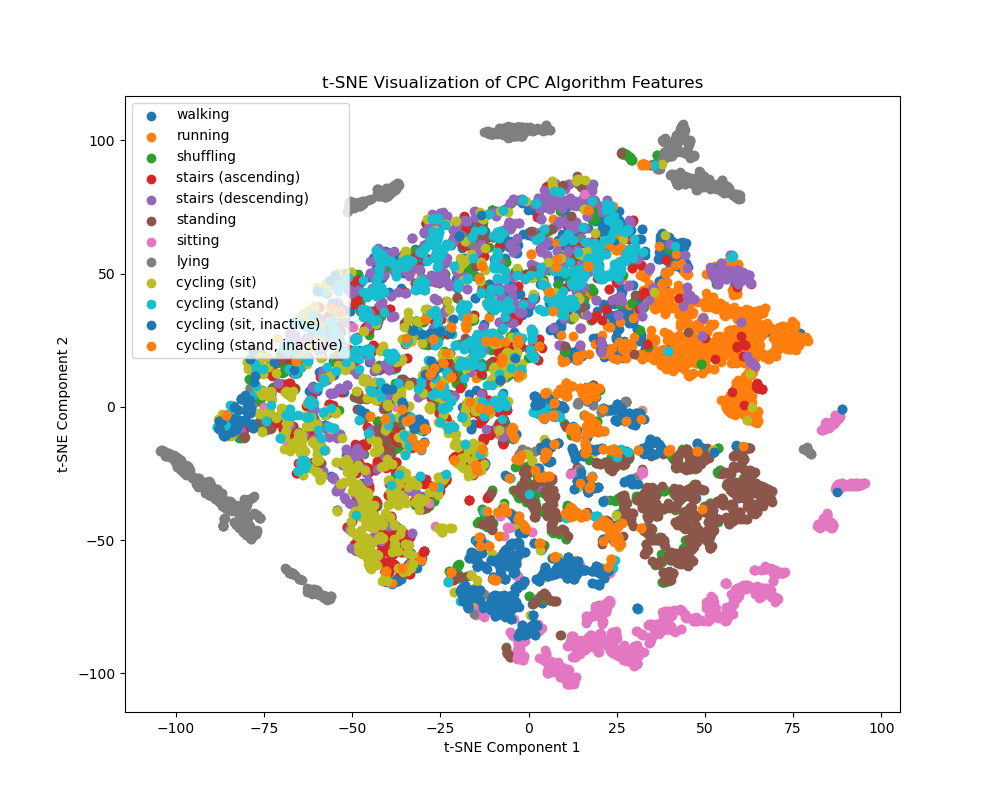 t-SNE Visualization of CPC Algorithm Features
walking
running
shuffling
stairs (ascending)
stairs (descending)
standing
sitting
lying
cycling (sit)
cycling (stand)
cycling (sit, inactive)
cycling (stand, inactive)
100
50
0
−50
−100
t-SNE Component 2
−100 −75 −50 −25 0 25 50 75 100
t-SNE Component 1